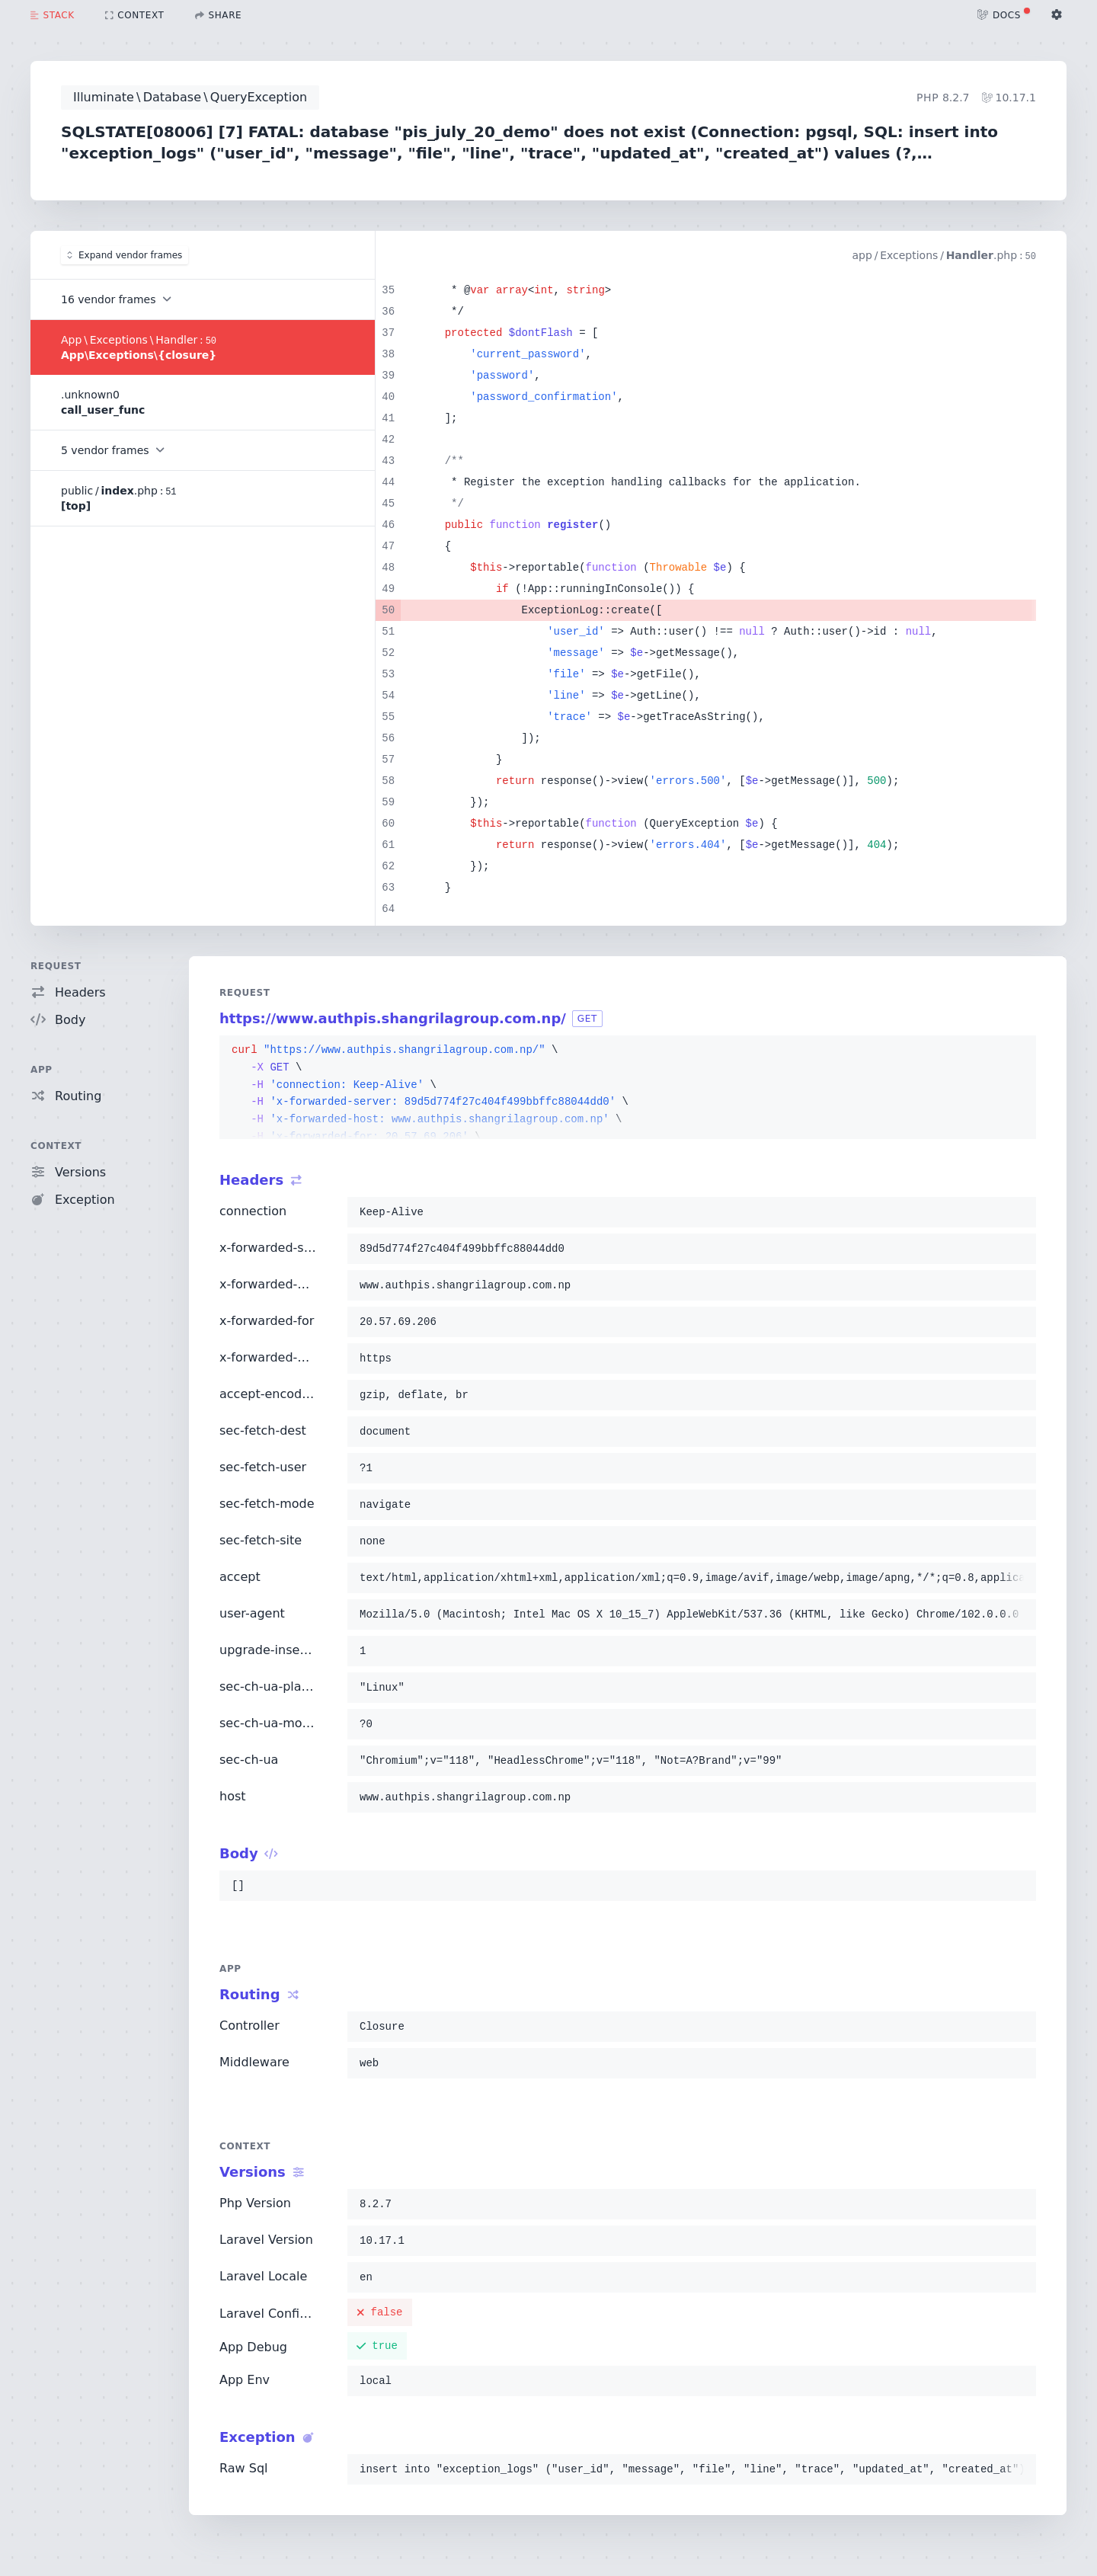 STACK CONTEXT SHARE DOCS
Illuminate\Database\QueryException PHP 8.2.7 10.17.1
SQLSTATE[08006] [7] FATAL: database "pis_july_20_demo" does not exist (Connection: pgsql, SQL: insert into
"exception_logs" ("user_id", "message", "file", "line", "trace", "updated_at", "created_at") values (?,…
Expand vendor frames
16 vendor frames
App\Exceptions\Handler:50
App\Exceptions\{closure}
.unknown0
call_user_func
5 vendor frames
public/index.php:51
[top]
app/Exceptions/Handler.php:50
35 * @var array<int, string>
36 */
37 protected $dontFlash = [
38 'current_password',
39 'password',
40 'password_confirmation',
41 ];
42
43 /**
44 * Register the exception handling callbacks for the application.
45 */
46 public function register()
47 {
48 $this->reportable(function (Throwable $e) {
49 if (!App::runningInConsole()) {
50 ExceptionLog::create([
51 'user_id' => Auth::user() !== null ? Auth::user()->id : null,
52 'message' => $e->getMessage(),
53 'file' => $e->getFile(),
54 'line' => $e->getLine(),
55 'trace' => $e->getTraceAsString(),
56 ]);
57 }
58 return response()->view('errors.500', [$e->getMessage()], 500);
59 });
60 $this->reportable(function (QueryException $e) {
61 return response()->view('errors.404', [$e->getMessage()], 404);
62 });
63 }
64
REQUEST
Headers
Body
APP
Routing
CONTEXT
Versions
Exception
REQUEST
https://www.authpis.shangrilagroup.com.np/ GET
curl "https://www.authpis.shangrilagroup.com.np/" \
-X GET \
-H 'connection: Keep-Alive' \
-H 'x-forwarded-server: 89d5d774f27c404f499bbffc88044dd0' \
-H 'x-forwarded-host: www.authpis.shangrilagroup.com.np' \
-H 'x-forwarded-for: 20.57.69.206' \
Headers
connection Keep-Alive
x-forwarded-s… 89d5d774f27c404f499bbffc88044dd0
x-forwarded-… www.authpis.shangrilagroup.com.np
x-forwarded-for 20.57.69.206
x-forwarded-… https
accept-encod… gzip, deflate, br
sec-fetch-dest document
sec-fetch-user ?1
sec-fetch-mode navigate
sec-fetch-site none
accept text/html,application/xhtml+xml,application/xml;q=0.9,image/avif,image/webp,image/apng,*/*;q=0.8,applica
user-agent Mozilla/5.0 (Macintosh; Intel Mac OS X 10_15_7) AppleWebKit/537.36 (KHTML, like Gecko) Chrome/102.0.0.0
upgrade-inse… 1
sec-ch-ua-pla… "Linux"
sec-ch-ua-mo… ?0
sec-ch-ua "Chromium";v="118", "HeadlessChrome";v="118", "Not=A?Brand";v="99"
host www.authpis.shangrilagroup.com.np
Body
[]
APP
Routing
Controller Closure
Middleware web
CONTEXT
Versions
Php Version 8.2.7
Laravel Version 10.17.1
Laravel Locale en
Laravel Confi… false
App Debug true
App Env local
Exception
Raw Sql insert into "exception_logs" ("user_id", "message", "file", "line", "trace", "updated_at", "created_at")